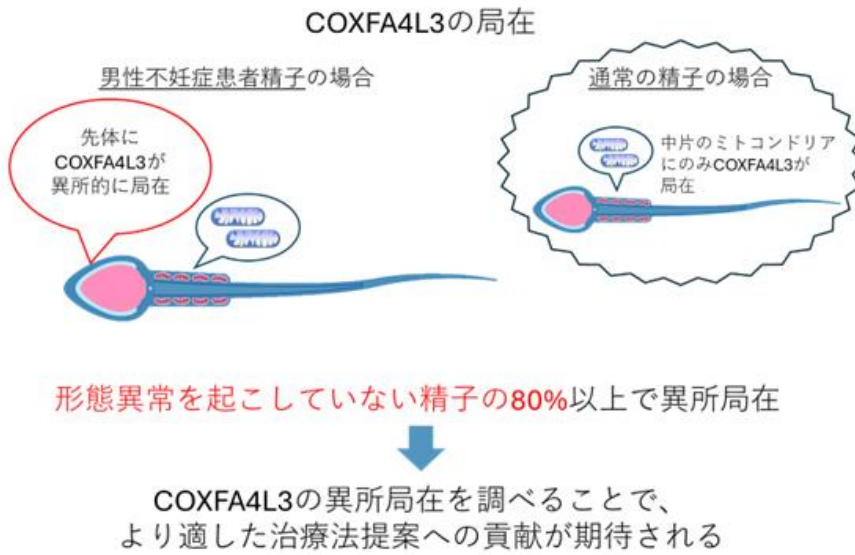 COXFA4L3の局在
男性不妊症患者精子の場合
通常の精子の場合
先体に
COXFA4L3が
異所的に局在
中片のミトコンドリア
にのみCOXFA4L3が
局在
形態異常を起こしていない精子の80%以上で異所局在
COXFA4L3の異所局在を調べることで、
より適した治療法提案への貢献が期待される